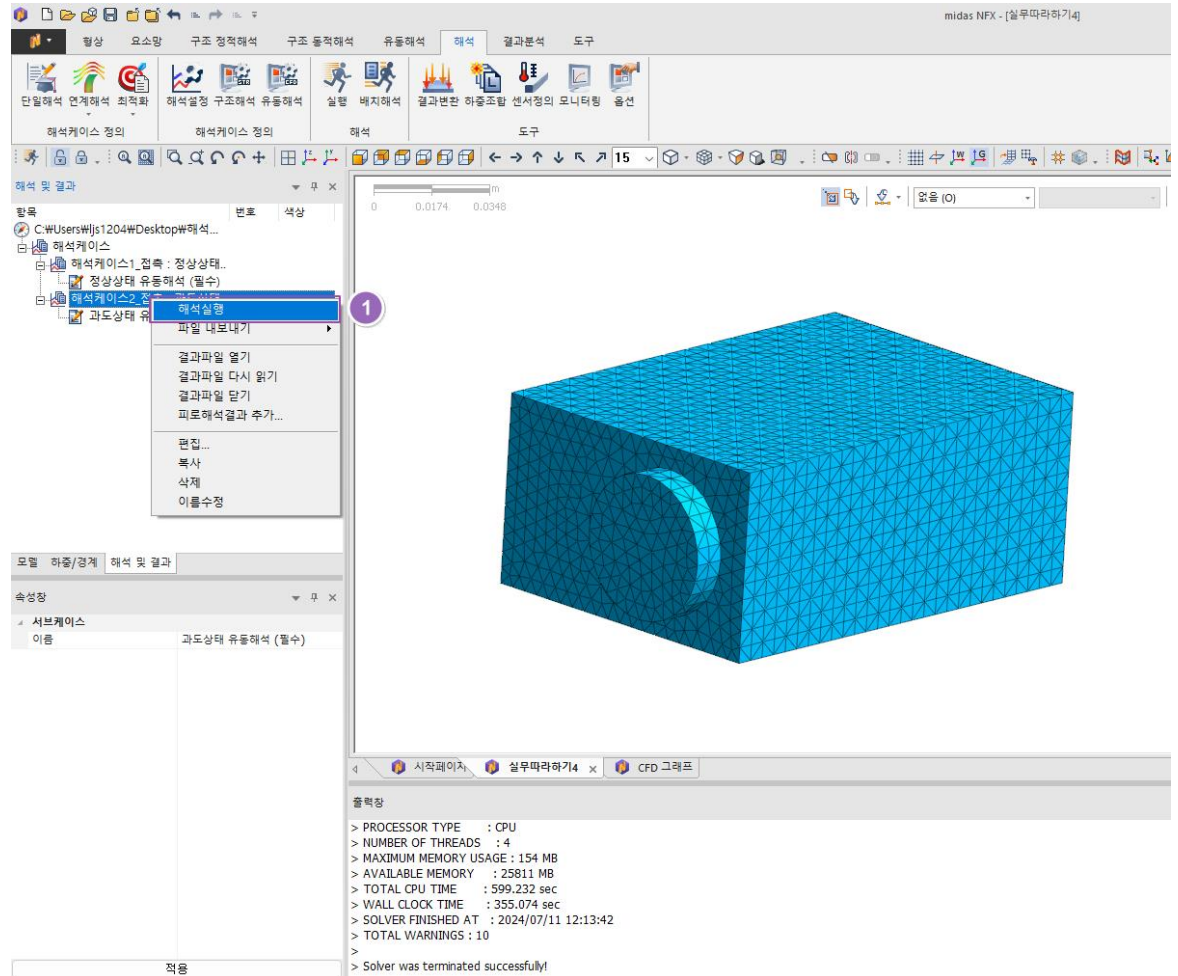 midas NFX - [실무따라하기4]
형상 요소망 구조 정적해석 구조 동적해석 유동해석 해석 결과분석 도구
단일해석 연계해석 최적화 해석설정 구조해석 유동해석 실행 배치해석 결과변환 하중조합 센서정의 모니터링 옵션
해석케이스 정의 해석케이스 정의 해석 도구
15
해석 및 결과
항목 번호 색상
C:₩Users₩ljs1204₩Desktop₩해석...
해석케이스
해석케이스1_접촉 : 정상상태..
정상상태 유동해석 (필수)
해석케이스2_접촉 : 과도상태
과도상태 유
해석실행
파일 내보내기
결과파일 열기
결과파일 다시 읽기
결과파일 닫기
피로해석결과 추가...
편집...
복사
삭제
이름수정
1
m
0 0.0174 0.0348
없음 (O)
모델 하중/경계 해석 및 결과
속성창
서브케이스
이름 과도상태 유동해석 (필수)
적용
시작페이지 실무따라하기4 x CFD 그래프
출력창
> PROCESSOR TYPE : CPU
> NUMBER OF THREADS : 4
> MAXIMUM MEMORY USAGE : 154 MB
> AVAILABLE MEMORY : 25811 MB
> TOTAL CPU TIME : 599.232 sec
> WALL CLOCK TIME : 355.074 sec
> SOLVER FINISHED AT : 2024/07/11 12:13:42
> TOTAL WARNINGS : 10
>
> Solver was terminated successfully!